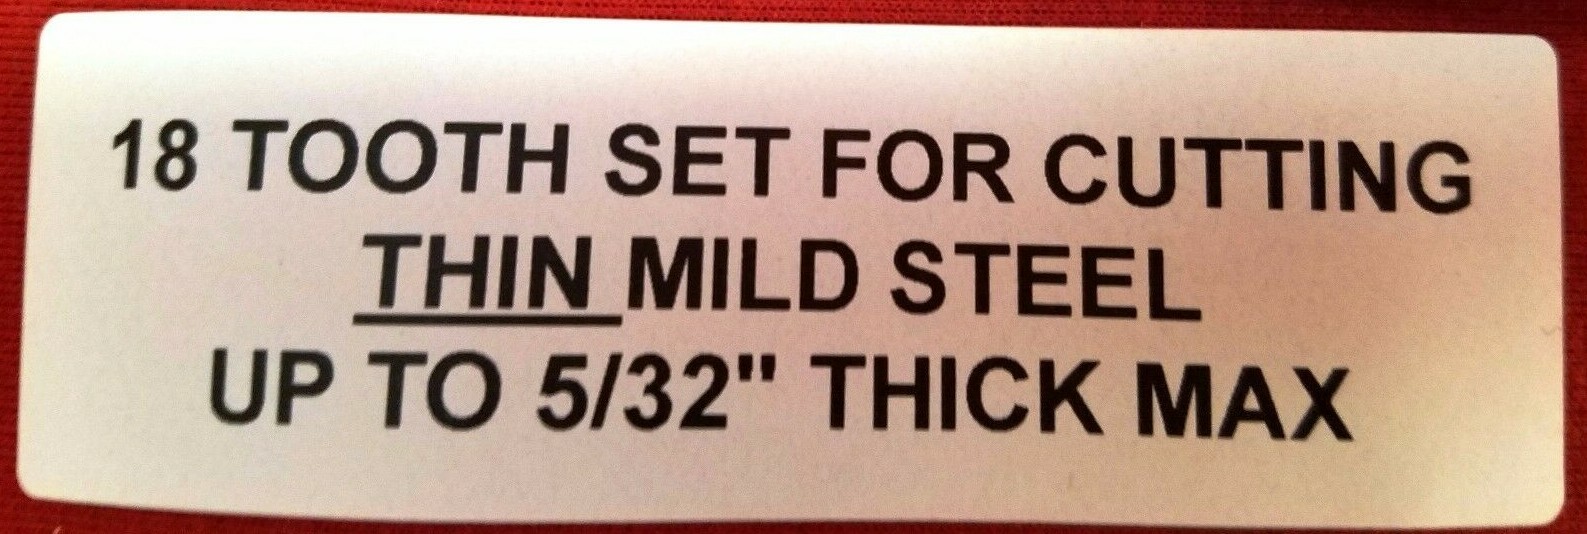 18 TOOTH SET FOR CUTTING
THIN MILD STEEL
UP TO 5/32" THICK MAX